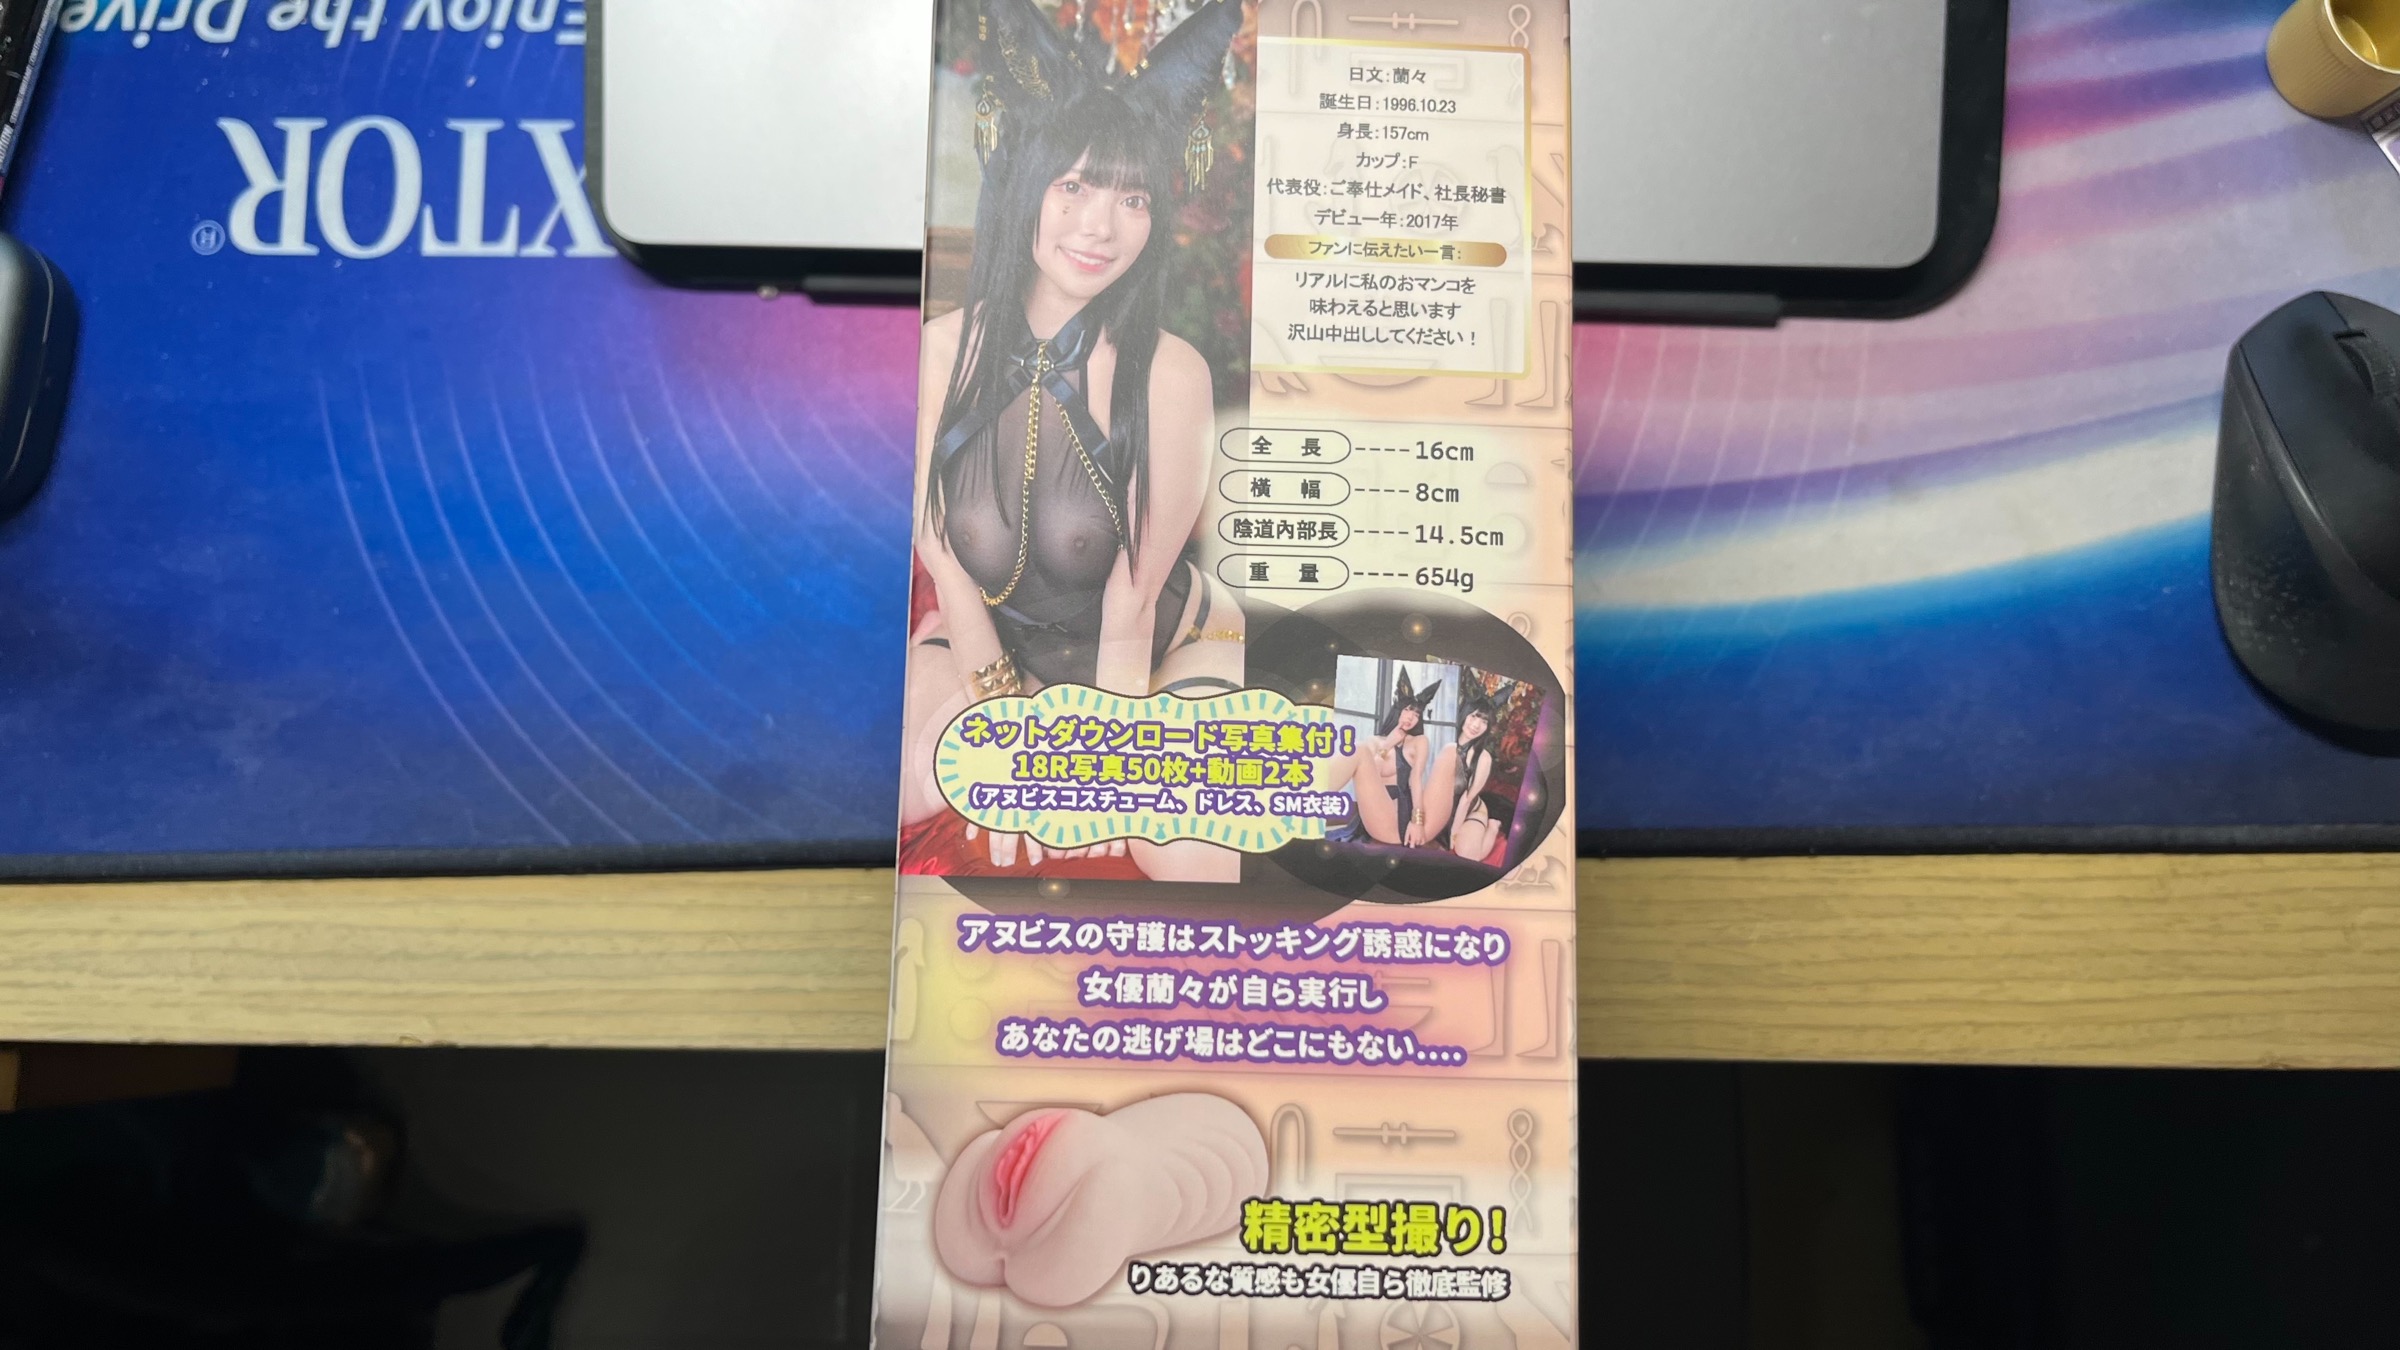 Enjoy the Drive
XTOR®
日文：蘭々
誕生日：1996.10.23
身長：157cm
カップ：F
代表役：ご奉仕メイド、社長秘書
デビュー年：2017年
ファンに伝えたい一言：
リアルに私のおマンコを
味わえると思います
沢山中出ししてください！
全長----16cm
横幅----8cm
陰道內部長----14.5cm
重量----654g
ネットダウンロード写真集付！
18R写真50枚+動画2本
（アヌビスコスチューム、ドレス、SM衣装）
アヌビスの守護はストッキング誘惑になり
女優蘭々が自ら実行し
あなたの逃げ場はどこにもない....
精密型撮り！
りあるな質感も女優自ら徹底監修